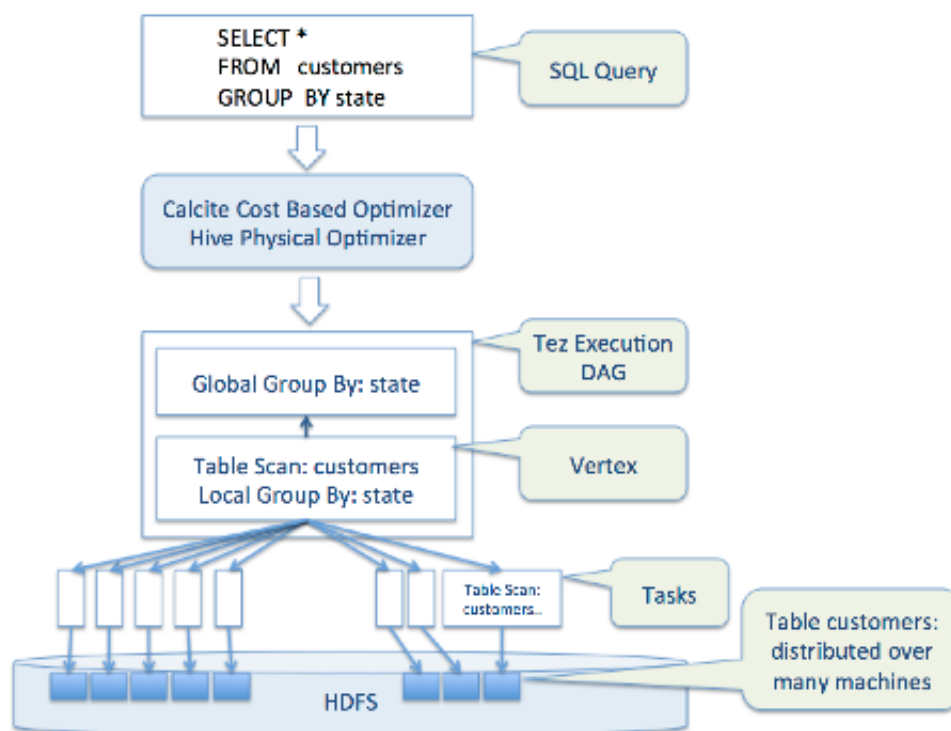 SELECT *
FROM customers
GROUP BY state
SQL Query
Calcite Cost Based Optimizer
Hive Physical Optimizer
Tez Execution
DAG
Global Group By: state
Table Scan: customers
Local Group By: state
Vertex
Table Scan:
customers..
Tasks
Table customers:
distributed over
many machines
HDFS